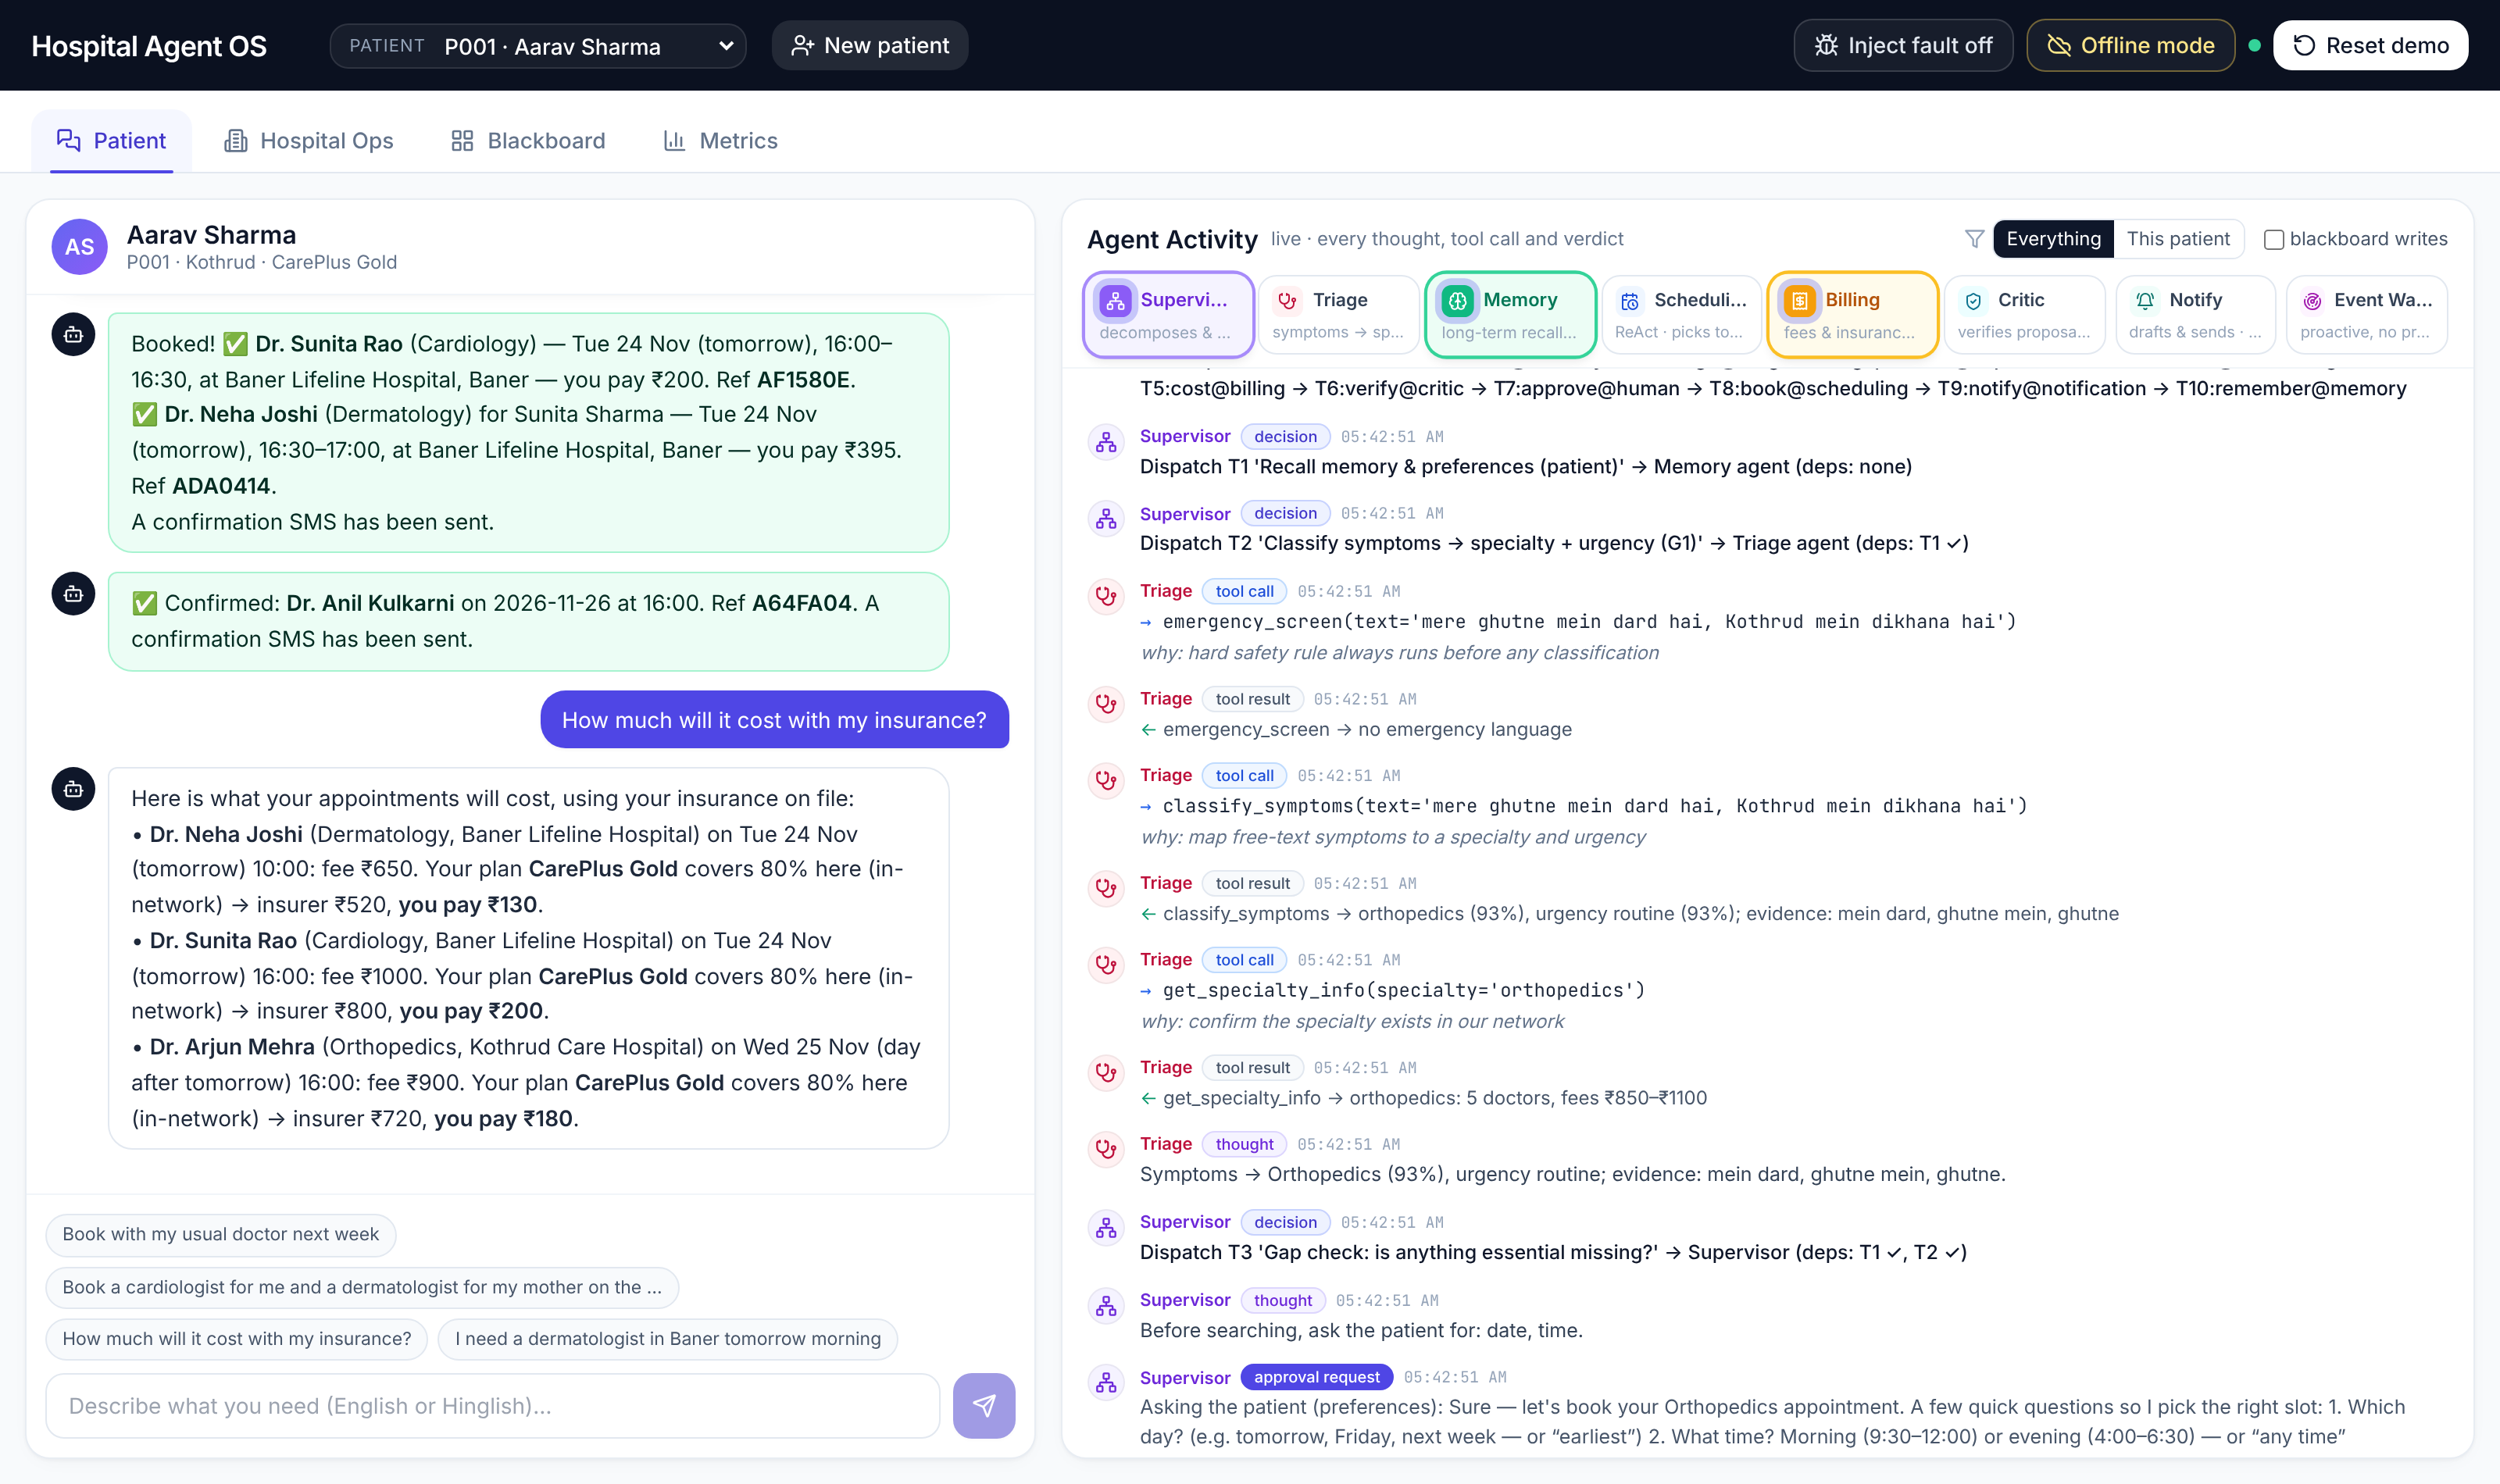 Hospital Agent OS
PATIENT P001 · Aarav Sharma
New patient
Inject fault off
Offline mode
Reset demo
Patient
Hospital Ops
Blackboard
Metrics
AS
Aarav Sharma
P001 · Kothrud · CarePlus Gold
Booked! ✅ Dr. Sunita Rao (Cardiology) — Tue 24 Nov (tomorrow), 16:00–
16:30, at Baner Lifeline Hospital, Baner — you pay ₹200. Ref AF1580E.
✅ Dr. Neha Joshi (Dermatology) for Sunita Sharma — Tue 24 Nov
(tomorrow), 16:30–17:00, at Baner Lifeline Hospital, Baner — you pay ₹395.
Ref ADA0414.
A confirmation SMS has been sent.
✅ Confirmed: Dr. Anil Kulkarni on 2026-11-26 at 16:00. Ref A64FA04. A
confirmation SMS has been sent.
How much will it cost with my insurance?
Here is what your appointments will cost, using your insurance on file:
• Dr. Neha Joshi (Dermatology, Baner Lifeline Hospital) on Tue 24 Nov
(tomorrow) 10:00: fee ₹650. Your plan CarePlus Gold covers 80% here (in-
network) → insurer ₹520, you pay ₹130.
• Dr. Sunita Rao (Cardiology, Baner Lifeline Hospital) on Tue 24 Nov
(tomorrow) 16:00: fee ₹1000. Your plan CarePlus Gold covers 80% here (in-
network) → insurer ₹800, you pay ₹200.
• Dr. Arjun Mehra (Orthopedics, Kothrud Care Hospital) on Wed 25 Nov (day
after tomorrow) 16:00: fee ₹900. Your plan CarePlus Gold covers 80% here
(in-network) → insurer ₹720, you pay ₹180.
Book with my usual doctor next week
Book a cardiologist for me and a dermatologist for my mother on the ...
How much will it cost with my insurance?
I need a dermatologist in Baner tomorrow morning
Describe what you need (English or Hinglish)...
Agent Activity live · every thought, tool call and verdict
Everything
This patient
blackboard writes
Supervi...
decomposes & ...
Triage
symptoms → sp...
Memory
long-term recall...
Scheduli...
ReAct · picks to...
Billing
fees & insuranc...
Critic
verifies proposa...
Notify
drafts & sends · ...
Event Wa...
proactive, no pr...
T5:cost@billing → T6:verify@critic → T7:approve@human → T8:book@scheduling → T9:notify@notification → T10:remember@memory
Supervisor decision 05:42:51 AM
Dispatch T1 'Recall memory & preferences (patient)' → Memory agent (deps: none)
Supervisor decision 05:42:51 AM
Dispatch T2 'Classify symptoms → specialty + urgency (G1)' → Triage agent (deps: T1 ✓)
Triage tool call 05:42:51 AM
→ emergency_screen(text='mere ghutne mein dard hai, Kothrud mein dikhana hai')
why: hard safety rule always runs before any classification
Triage tool result 05:42:51 AM
← emergency_screen → no emergency language
Triage tool call 05:42:51 AM
→ classify_symptoms(text='mere ghutne mein dard hai, Kothrud mein dikhana hai')
why: map free-text symptoms to a specialty and urgency
Triage tool result 05:42:51 AM
← classify_symptoms → orthopedics (93%), urgency routine (93%); evidence: mein dard, ghutne mein, ghutne
Triage tool call 05:42:51 AM
→ get_specialty_info(specialty='orthopedics')
why: confirm the specialty exists in our network
Triage tool result 05:42:51 AM
← get_specialty_info → orthopedics: 5 doctors, fees ₹850–₹1100
Triage thought 05:42:51 AM
Symptoms → Orthopedics (93%), urgency routine; evidence: mein dard, ghutne mein, ghutne.
Supervisor decision 05:42:51 AM
Dispatch T3 'Gap check: is anything essential missing?' → Supervisor (deps: T1 ✓, T2 ✓)
Supervisor thought 05:42:51 AM
Before searching, ask the patient for: date, time.
Supervisor approval request 05:42:51 AM
Asking the patient (preferences): Sure — let's book your Orthopedics appointment. A few quick questions so I pick the right slot: 1. Which
day? (e.g. tomorrow, Friday, next week — or “earliest”) 2. What time? Morning (9:30–12:00) or evening (4:00–6:30) — or “any time”